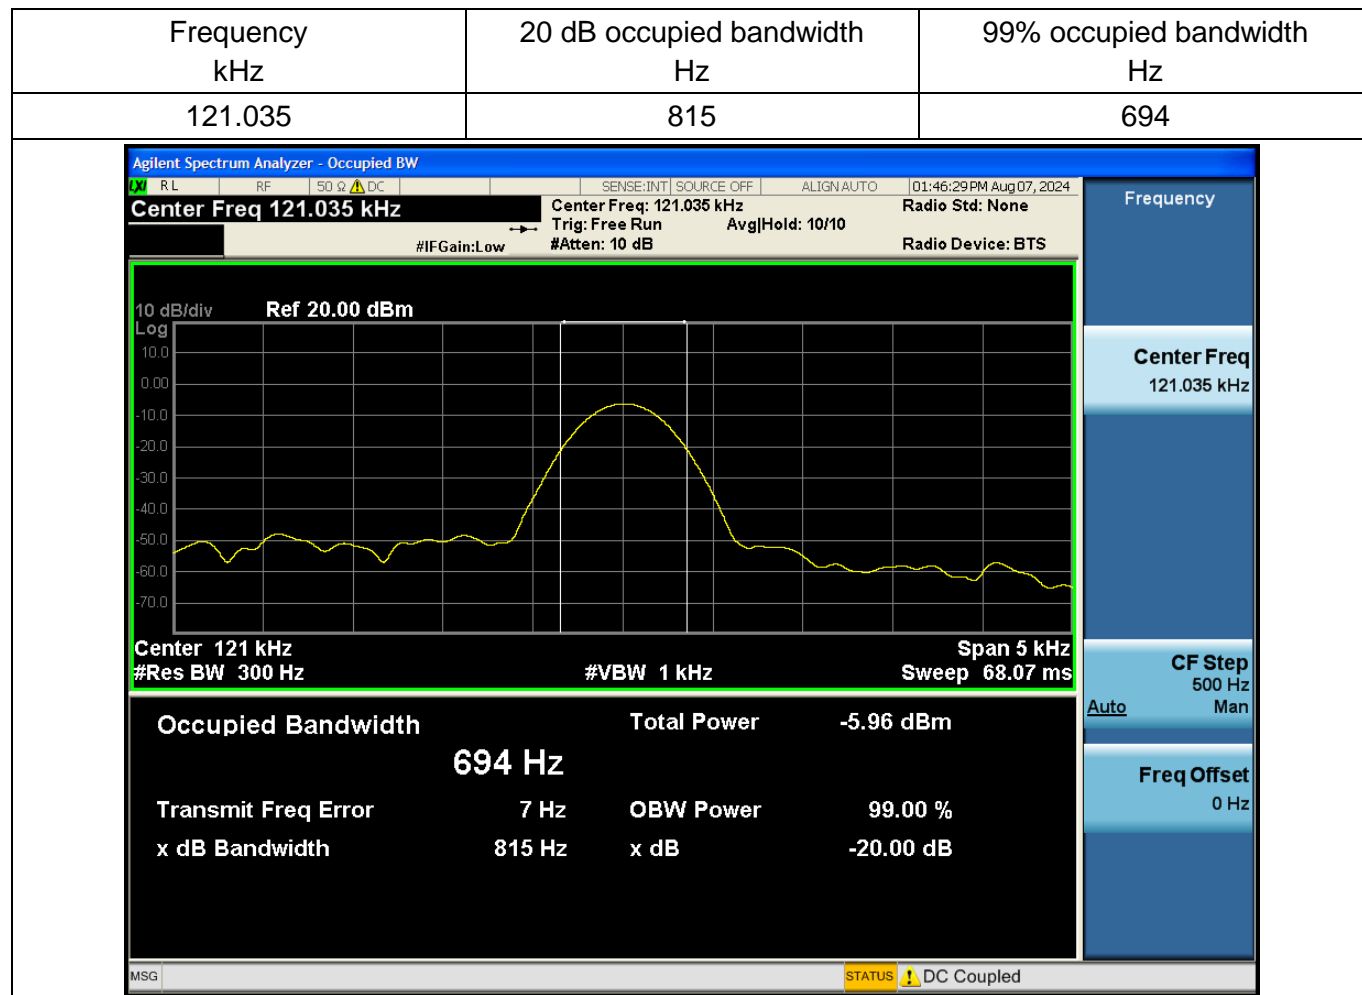 Frequency
kHz
20 dB occupied bandwidth
Hz
99% occupied bandwidth
Hz
121.035
815
694
Agilent Spectrum Analyzer - Occupied BW
LXI RL RF 50 Ω DC SENSE:INT SOURCE OFF ALIGN AUTO 01:46:29 PM Aug 07, 2024
Center Freq 121.035 kHz
Center Freq: 121.035 kHz
Radio Std: None
Trig: Free Run Avg|Hold: 10/10
#IFGain:Low
#Atten: 10 dB
Radio Device: BTS
10 dB/div Ref 20.00 dBm
Log
10.0
0.00
-10.0
-20.0
-30.0
-40.0
-50.0
-60.0
-70.0
Center 121 kHz
Span 5 kHz
#Res BW 300 Hz
#VBW 1 kHz
Sweep 68.07 ms
Occupied Bandwidth
694 Hz
Total Power -5.96 dBm
Transmit Freq Error 7 Hz
OBW Power 99.00 %
x dB Bandwidth 815 Hz
x dB -20.00 dB
Frequency
Center Freq
121.035 kHz
CF Step
500 Hz
Auto Man
Freq Offset
0 Hz
MSG
STATUS
DC Coupled